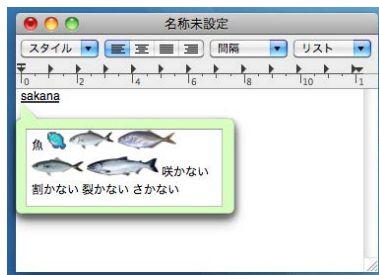 名称未設定
スタイル 間隔 リスト
0 2 4 6 8 10 1
sakana
魚
咲かない
割かない 裂かない さかない